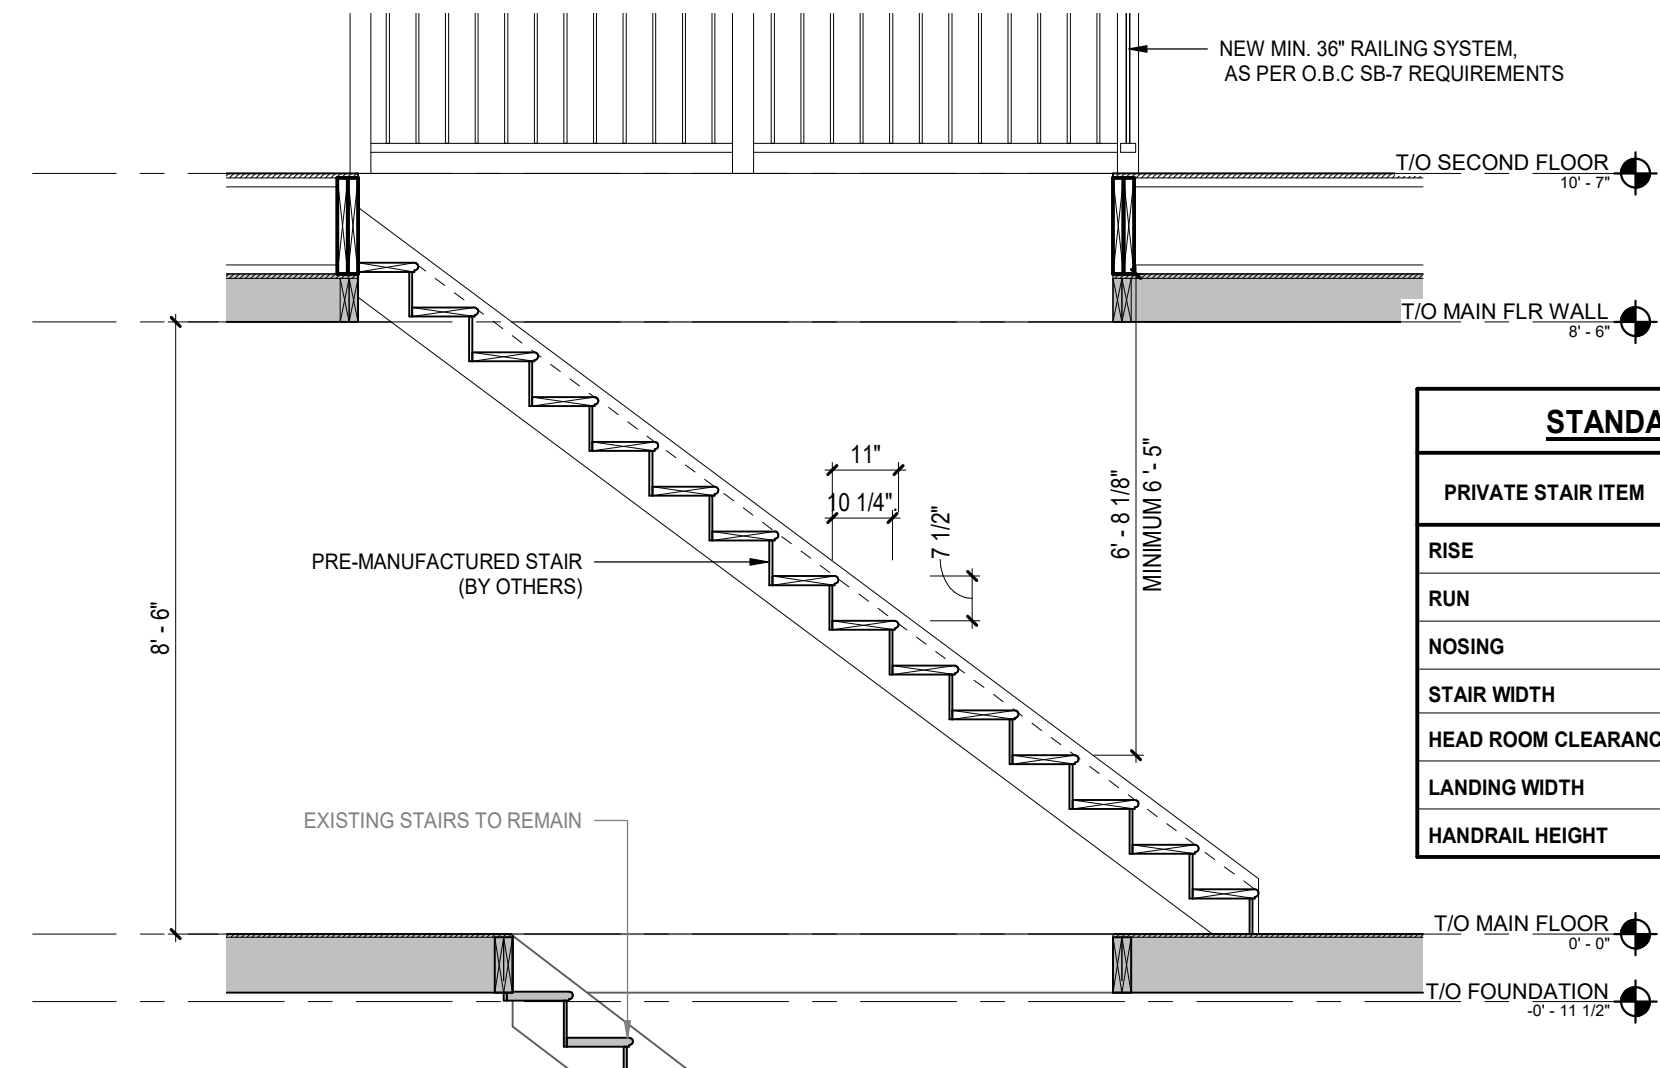 NEW MIN. 36" RAILING SYSTEM,
AS PER O.B.C SB-7 REQUIREMENTS
T/O SECOND FLOOR
10' - 7"
T/O MAIN FLR WALL
8' - 6"
STANDA
PRIVATE STAIR ITEM
RISE
RUN
NOSING
STAIR WIDTH
HEAD ROOM CLEARANC
LANDING WIDTH
HANDRAIL HEIGHT
11"
10 1/4"
7 1/2"
6' - 8 1/8"
MINIMUM 6' - 5"
PRE-MANUFACTURED STAIR
(BY OTHERS)
8' - 6"
EXISTING STAIRS TO REMAIN
T/O MAIN FLOOR
0' - 0"
T/O FOUNDATION
-0' - 11 1/2"